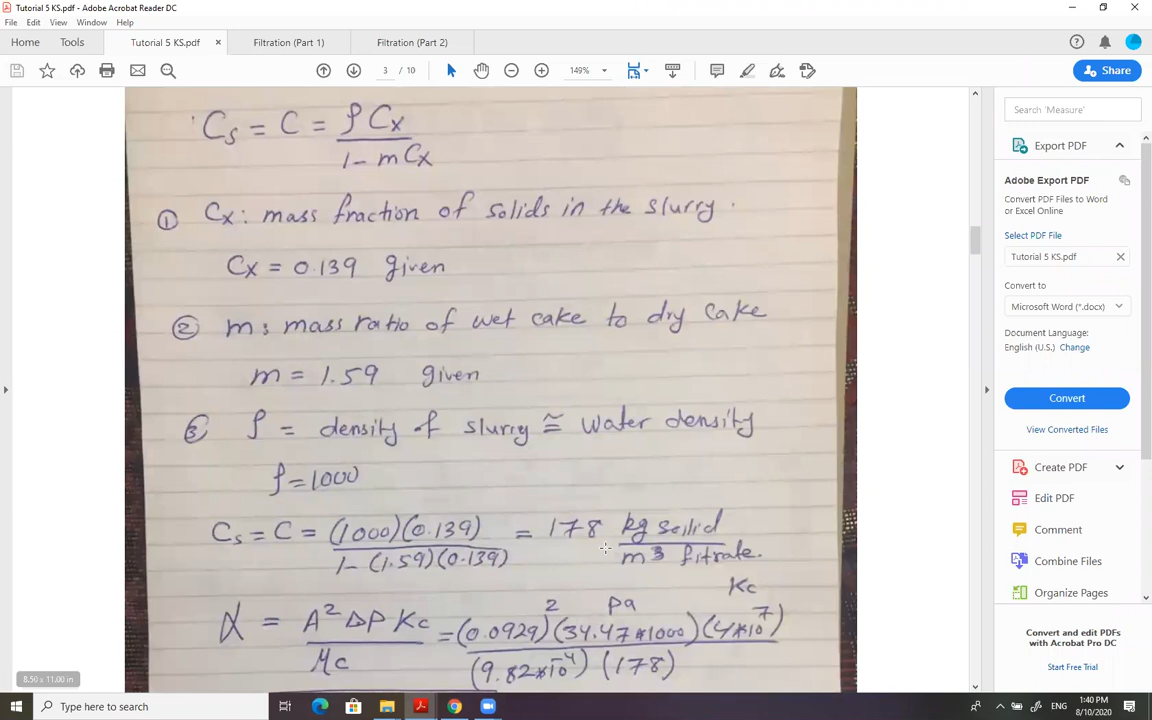 Tutorial 5 KS.pdf - Adobe Acrobat Reader DC
File Edit View Window Help
Home Tools Tutorial 5 KS.pdf × Filtration (Part 1) Filtration (Part 2)
3 / 10 149% Share
Cs = C = ρ Cx / 1 - m Cx
① Cx : mass fraction of solids in the slurry.
Cx = 0.139 given
② m : mass ratio of wet cake to dry cake
m = 1.59 given
③ ρ = density of slurry ≅ water density
ρ = 1000
Cs = C = (1000)(0.139) / 1 - (1.59)(0.139) = 178 kg soilid / m3 fitrate.
α = A² ΔP Kc / μc = (0.0929)² (34.47*1000) (4*10⁷) / (9.82*10⁻⁴) (178)
Pa
Kc
8.50 x 11.00 in
Search 'Measure'
Export PDF
Adobe Export PDF
Convert PDF Files to Word
or Excel Online
Select PDF File
Tutorial 5 KS.pdf ×
Convert to
Microsoft Word (*.docx)
Document Language:
English (U.S.) Change
Convert
View Converted Files
Create PDF
Edit PDF
Comment
Combine Files
Organize Pages
Convert and edit PDFs
with Acrobat Pro DC
Start Free Trial
Type here to search
ENG
1:40 PM
8/10/2020